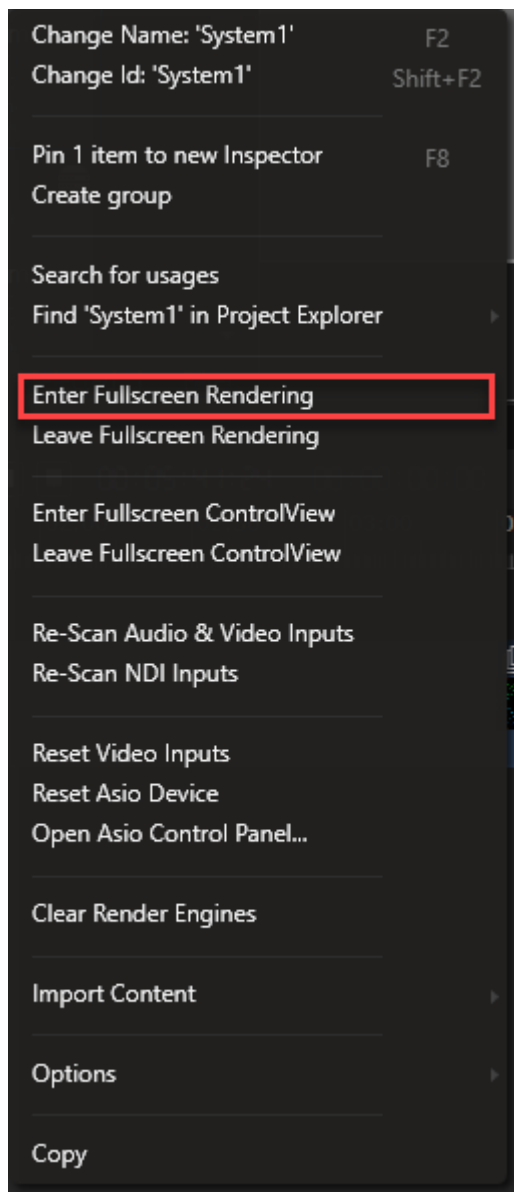 Change Name: 'System1' F2
Change Id: 'System1' Shift+F2
Pin 1 item to new Inspector F8
Create group
Search for usages
Find 'System1' in Project Explorer
Enter Fullscreen Rendering
Leave Fullscreen Rendering
Enter Fullscreen ControlView
Leave Fullscreen ControlView
Re-Scan Audio & Video Inputs
Re-Scan NDI Inputs
Reset Video Inputs
Reset Asio Device
Open Asio Control Panel...
Clear Render Engines
Import Content
Options
Copy